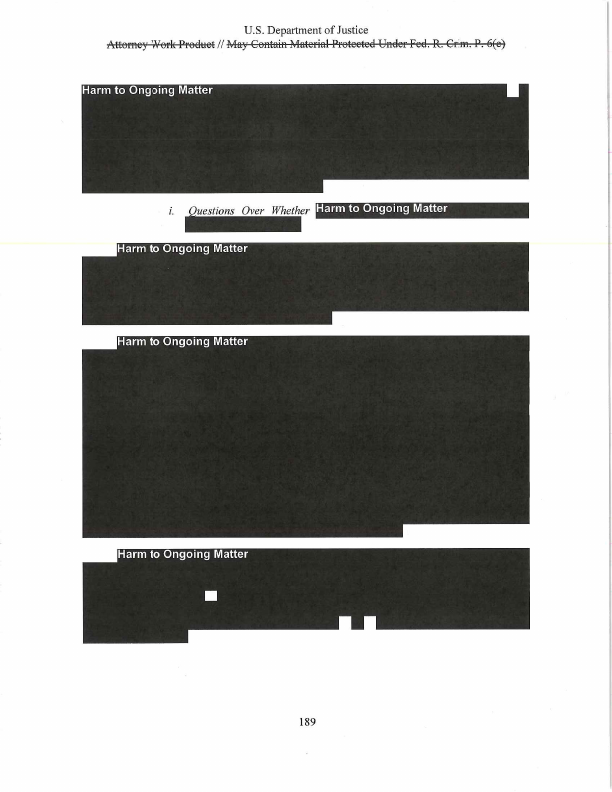 U.S. Department of Justice
Attorney Work Product // May Contain Material Protected Under Fed. R. Crim. P. 6(e)
Harm to Ongoing Matter
i. Questions Over Whether Harm to Ongoing Matter
Harm to Ongoing Matter
Harm to Ongoing Matter
Harm to Ongoing Matter
189